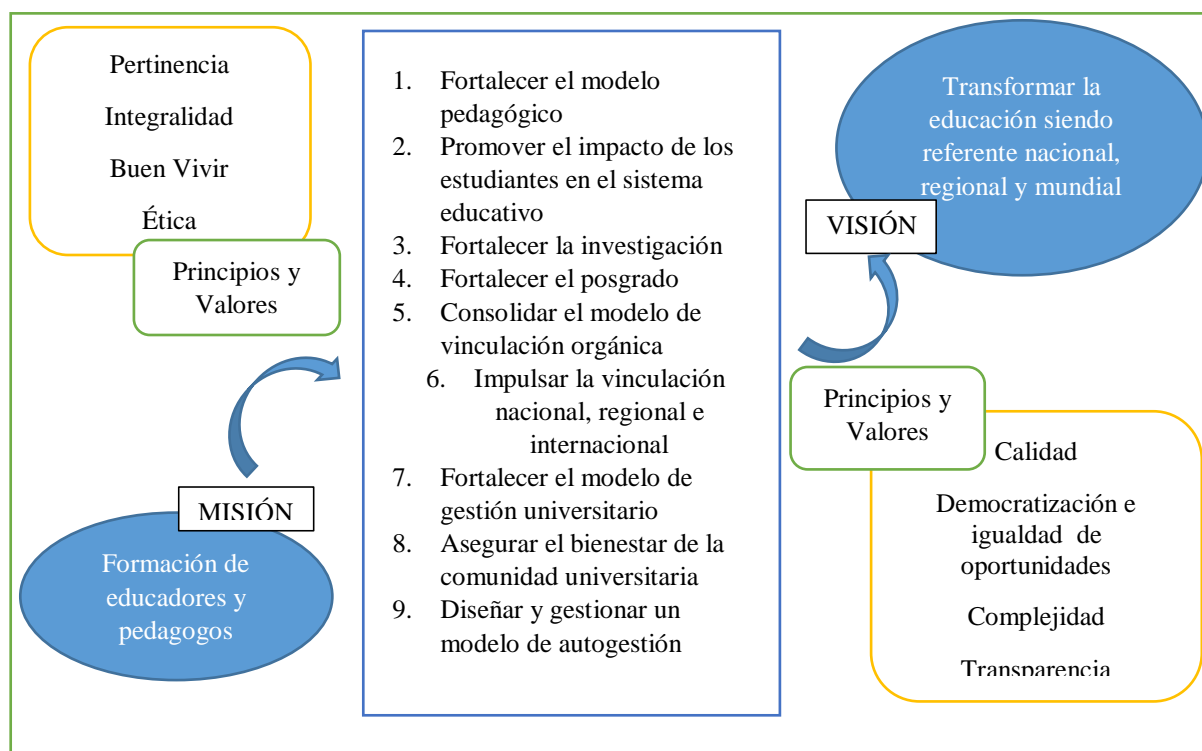 Pertinencia
Integralidad
Buen Vivir
Ética
Principios y
Valores
MISIÓN
Formación de
educadores y
pedagogos
1. Fortalecer el modelo
pedagógico
2. Promover el impacto de los
estudiantes en el sistema
educativo
3. Fortalecer la investigación
4. Fortalecer el posgrado
5. Consolidar el modelo de
vinculación orgánica
6. Impulsar la vinculación
nacional, regional e
internacional
7. Fortalecer el modelo de
gestión universitario
8. Asegurar el bienestar de la
comunidad universitaria
9. Diseñar y gestionar un
modelo de autogestión
Transformar la
educación siendo
referente nacional,
regional y mundial
VISIÓN
Principios y
Valores
Calidad
Democratización e
igualdad de
oportunidades
Complejidad
Transparencia